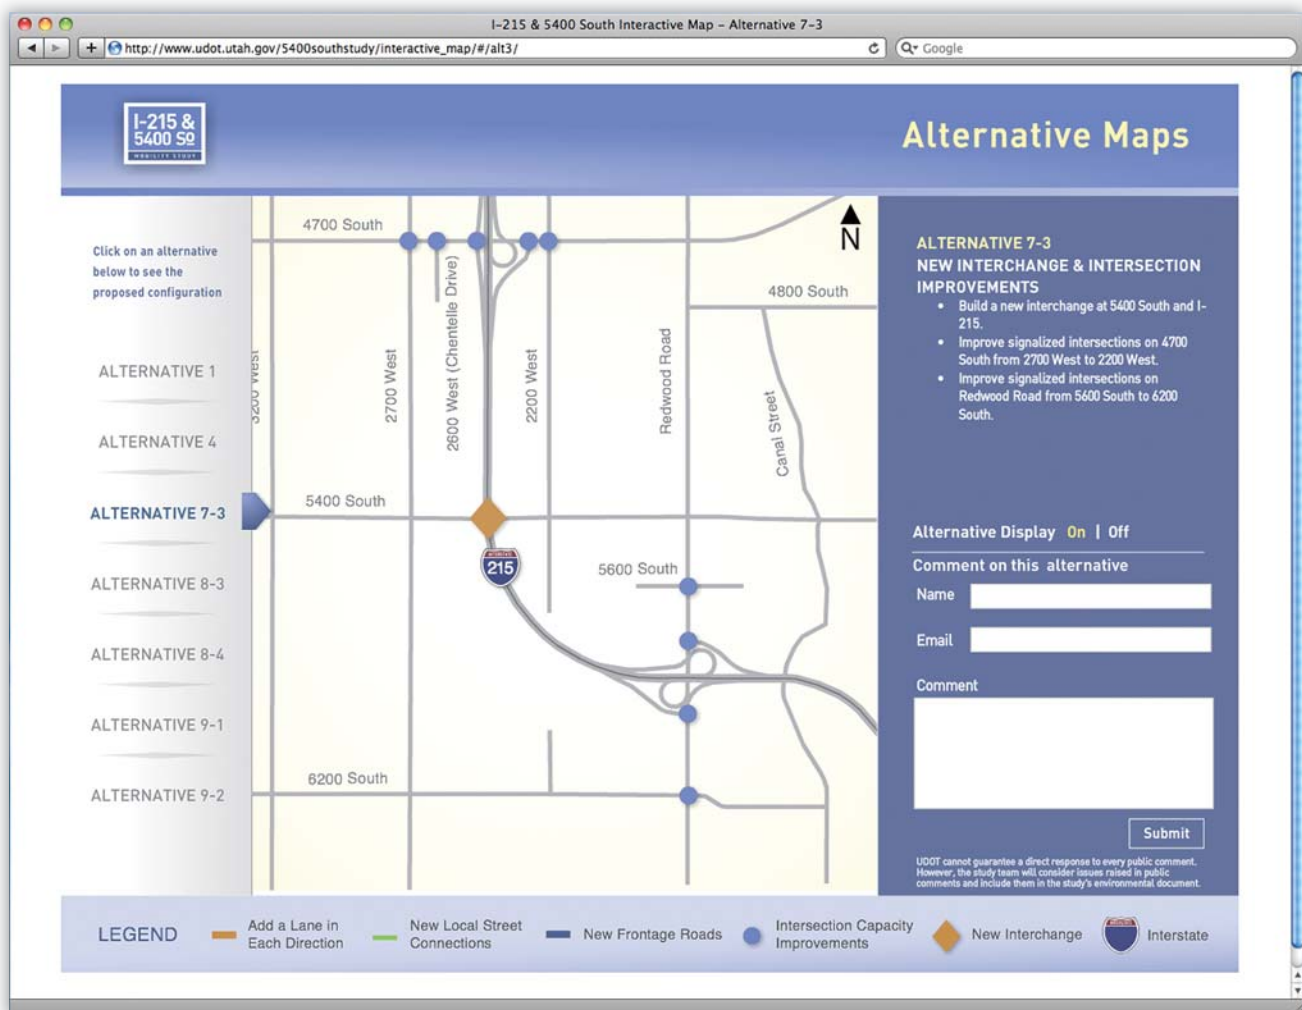 I-215 & 5400 South Interactive Map – Alternative 7-3
http://www.udot.utah.gov/5400southstudy/interactive_map/#/alt3/
Google
I-215 &
5400 SO
MOBILITY STUDY
Alternative Maps
Click on an alternative
below to see the
proposed configuration
ALTERNATIVE 1
ALTERNATIVE 4
ALTERNATIVE 7-3
ALTERNATIVE 8-3
ALTERNATIVE 8-4
ALTERNATIVE 9-1
ALTERNATIVE 9-2
4700 South
N
4800 South
3200 West
2700 West
2600 West (Chentelle Drive)
2200 West
Redwood Road
Canal Street
5400 South
INTERSTATE
215
5600 South
6200 South
ALTERNATIVE 7-3
NEW INTERCHANGE & INTERSECTION
IMPROVEMENTS
• Build a new interchange at 5400 South and I-
215.
• Improve signalized intersections on 4700
South from 2700 West to 2200 West.
• Improve signalized intersections on
Redwood Road from 5600 South to 6200
South.
Alternative Display On | Off
Comment on this alternative
Name
Email
Comment
Submit
UDOT cannot guarantee a direct response to every public comment.
However, the study team will consider issues raised in public
comments and include them in the study's environmental document.
LEGEND
Add a Lane in
Each Direction
New Local Street
Connections
New Frontage Roads
Intersection Capacity
Improvements
New Interchange
Interstate